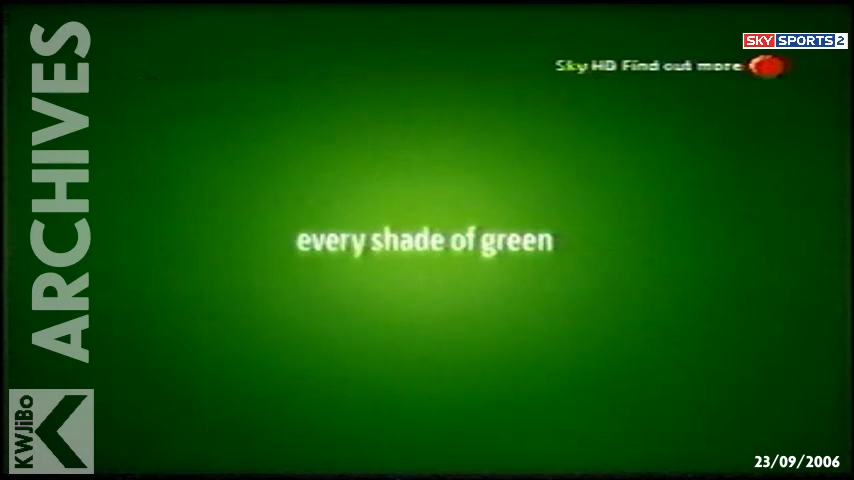 ARCHIVES
KWJiBo
SKY SPORTS 2
Sky HD Find out more
every shade of green
23/09/2006